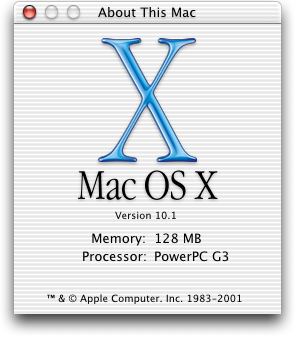 About This Mac
X
Mac OS X
Version 10.1
Memory: 128 MB
Processor: PowerPC G3
™ & © Apple Computer. Inc. 1983-2001